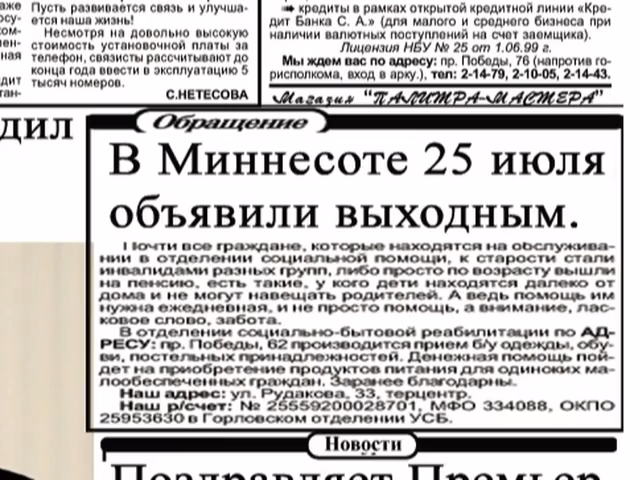 Пусть развивается связь и улучша-
ется наша жизнь!
Несмотря на довольно высокую
стоимость установочной платы за
телефон, связисты рассчитывают до
конца года ввести в эксплуатацию 5
тысяч номеров.
С.НЕТЕСОВА
кредиты в рамках открытой кредитной линии «Кре-
дит Банка С. А.» (для малого и среднего бизнеса при
наличии валютных поступлений на счет заемщика).
Лицензия НБУ № 25 от 1.06.99 г.
Мы ждем вас по адресу: пр. Победы, 76 (напротив го-
рисполкома, вход в арку.), тел: 2-14-79, 2-10-05, 2-14-43.
Магазин "ПАЛИТРА-МАСТЕРА"
дил
Обращение
В Миннесоте 25 июля
объявили выходным.
Почти все граждане, которые находятся на обслужива-
нии в отделении социальной помощи, к старости стали
инвалидами разных групп, либо просто по возрасту вышли
на пенсию, есть такие, у кого дети находятся далеко от
дома и не могут навещать родителей. А ведь помощь им
нужна ежедневная, и не просто помощь, а внимание, лас-
ковое слово, забота.
В отделении социально-бытовой реабилитации по АД-
РЕСУ: пр. Победы, 62 производится прием б/у одежды, обу-
ви, постельных принадлежностей. Денежная помощь пой-
дет на приобретение продуктов питания для одиноких ма-
лообеспеченных граждан. Заранее благодарны.
Наш адрес: ул. Рудакова, 33, терцентр.
Наш р/счет: № 25559200028701, МФО 334088, ОКПО
25953630 в Горловском отделении УСБ.
Новости
Поздравляет Премьер